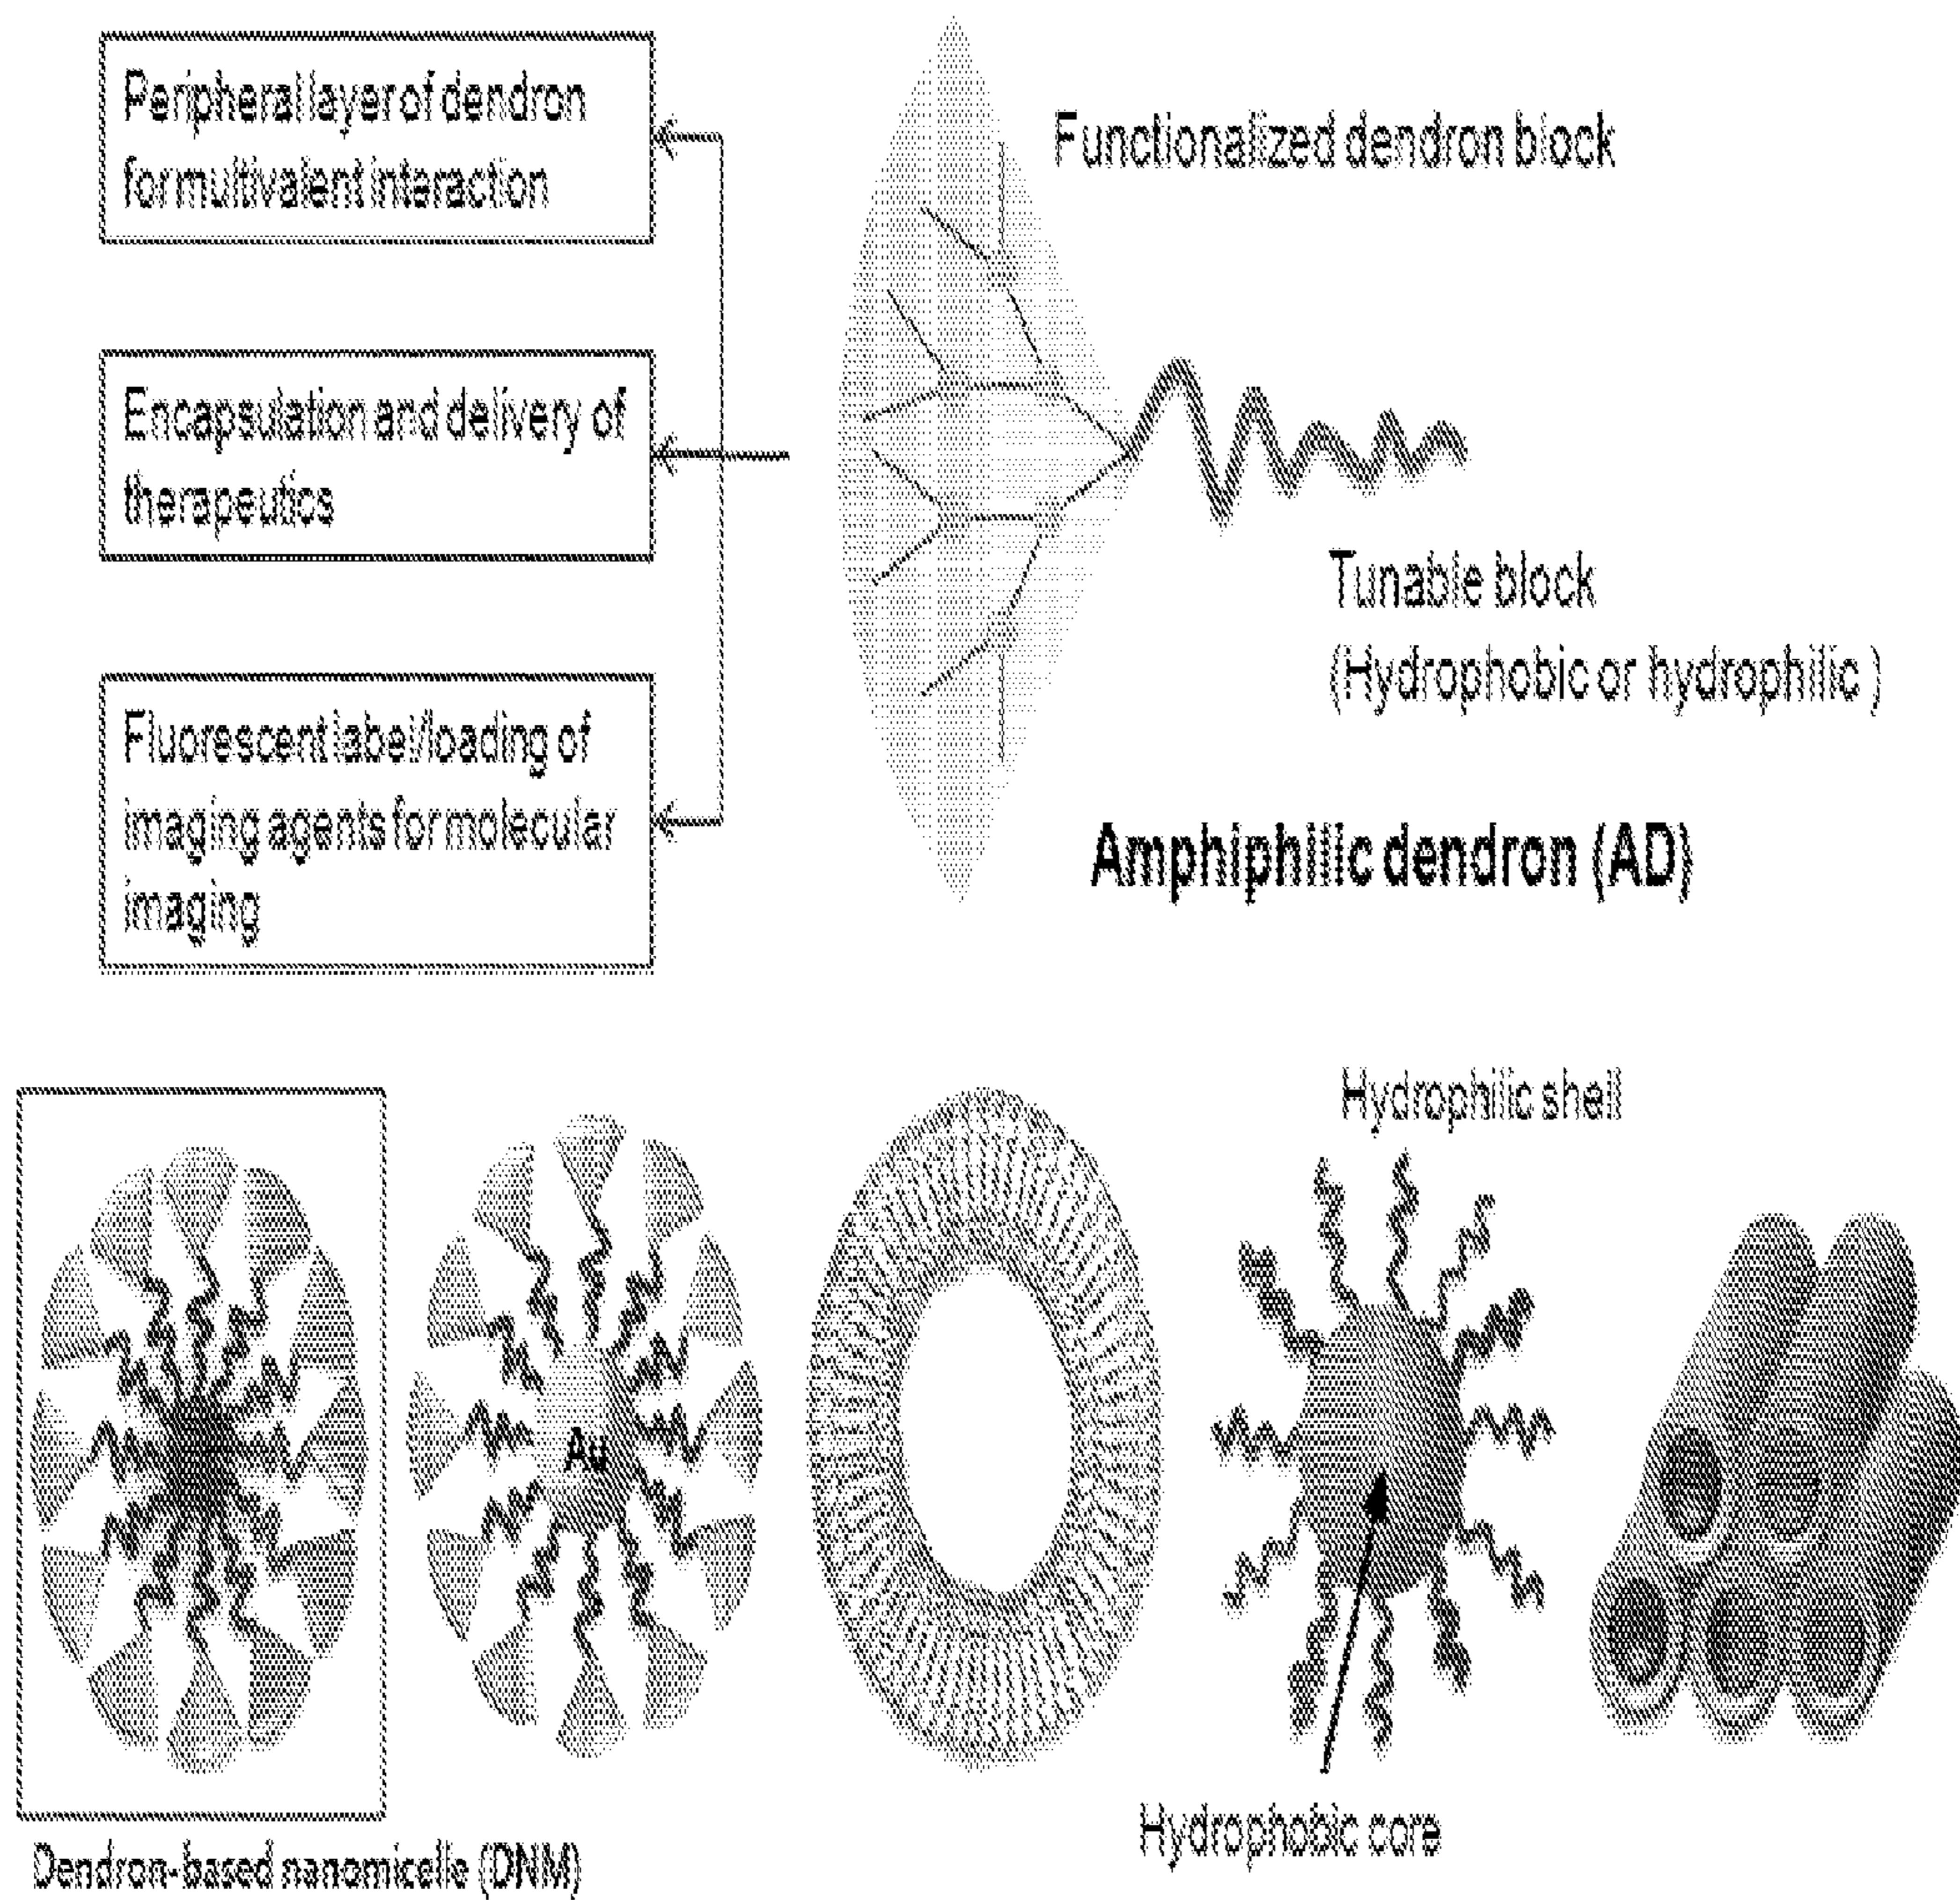 Peripheral layer of dendron
for multivalent interaction
Functionalized dendron block
Encapsulation and delivery of
therapeutics
Tunable block
(Hydrophobic or hydrophilic )
Fluorescent label/loading of
imaging agents for molecular
imaging
Amphiphilic dendron (AD)
Hydrophilic shell
Au
Hydrophobic core
Dendron-based nanomicelle (DNM)